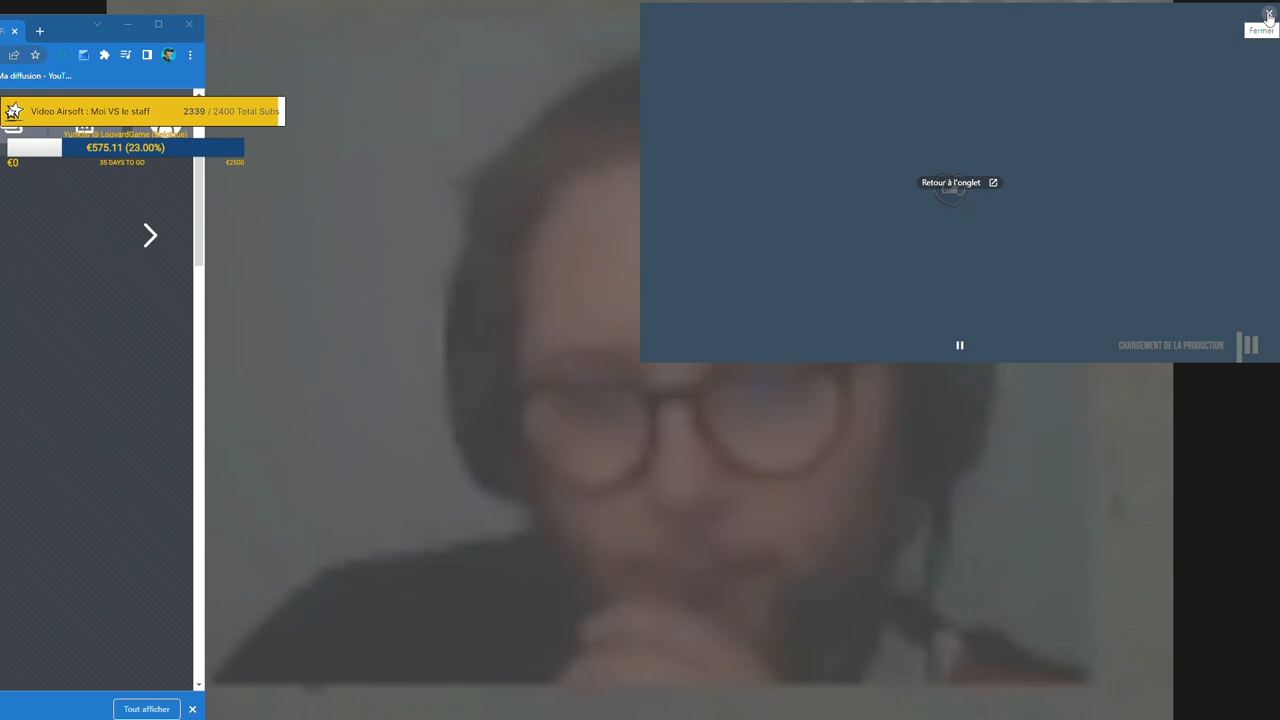 Fermer
Ma diffusion - YouT...
Video Airsoft : Moi VS le staff 2339 / 2400 Total Subs
€575.11 (23.00%)
€0 35 DAYS TO GO €2500
Retour à l'onglet
CHARGEMENT DE LA PRODUCTION
Tout afficher